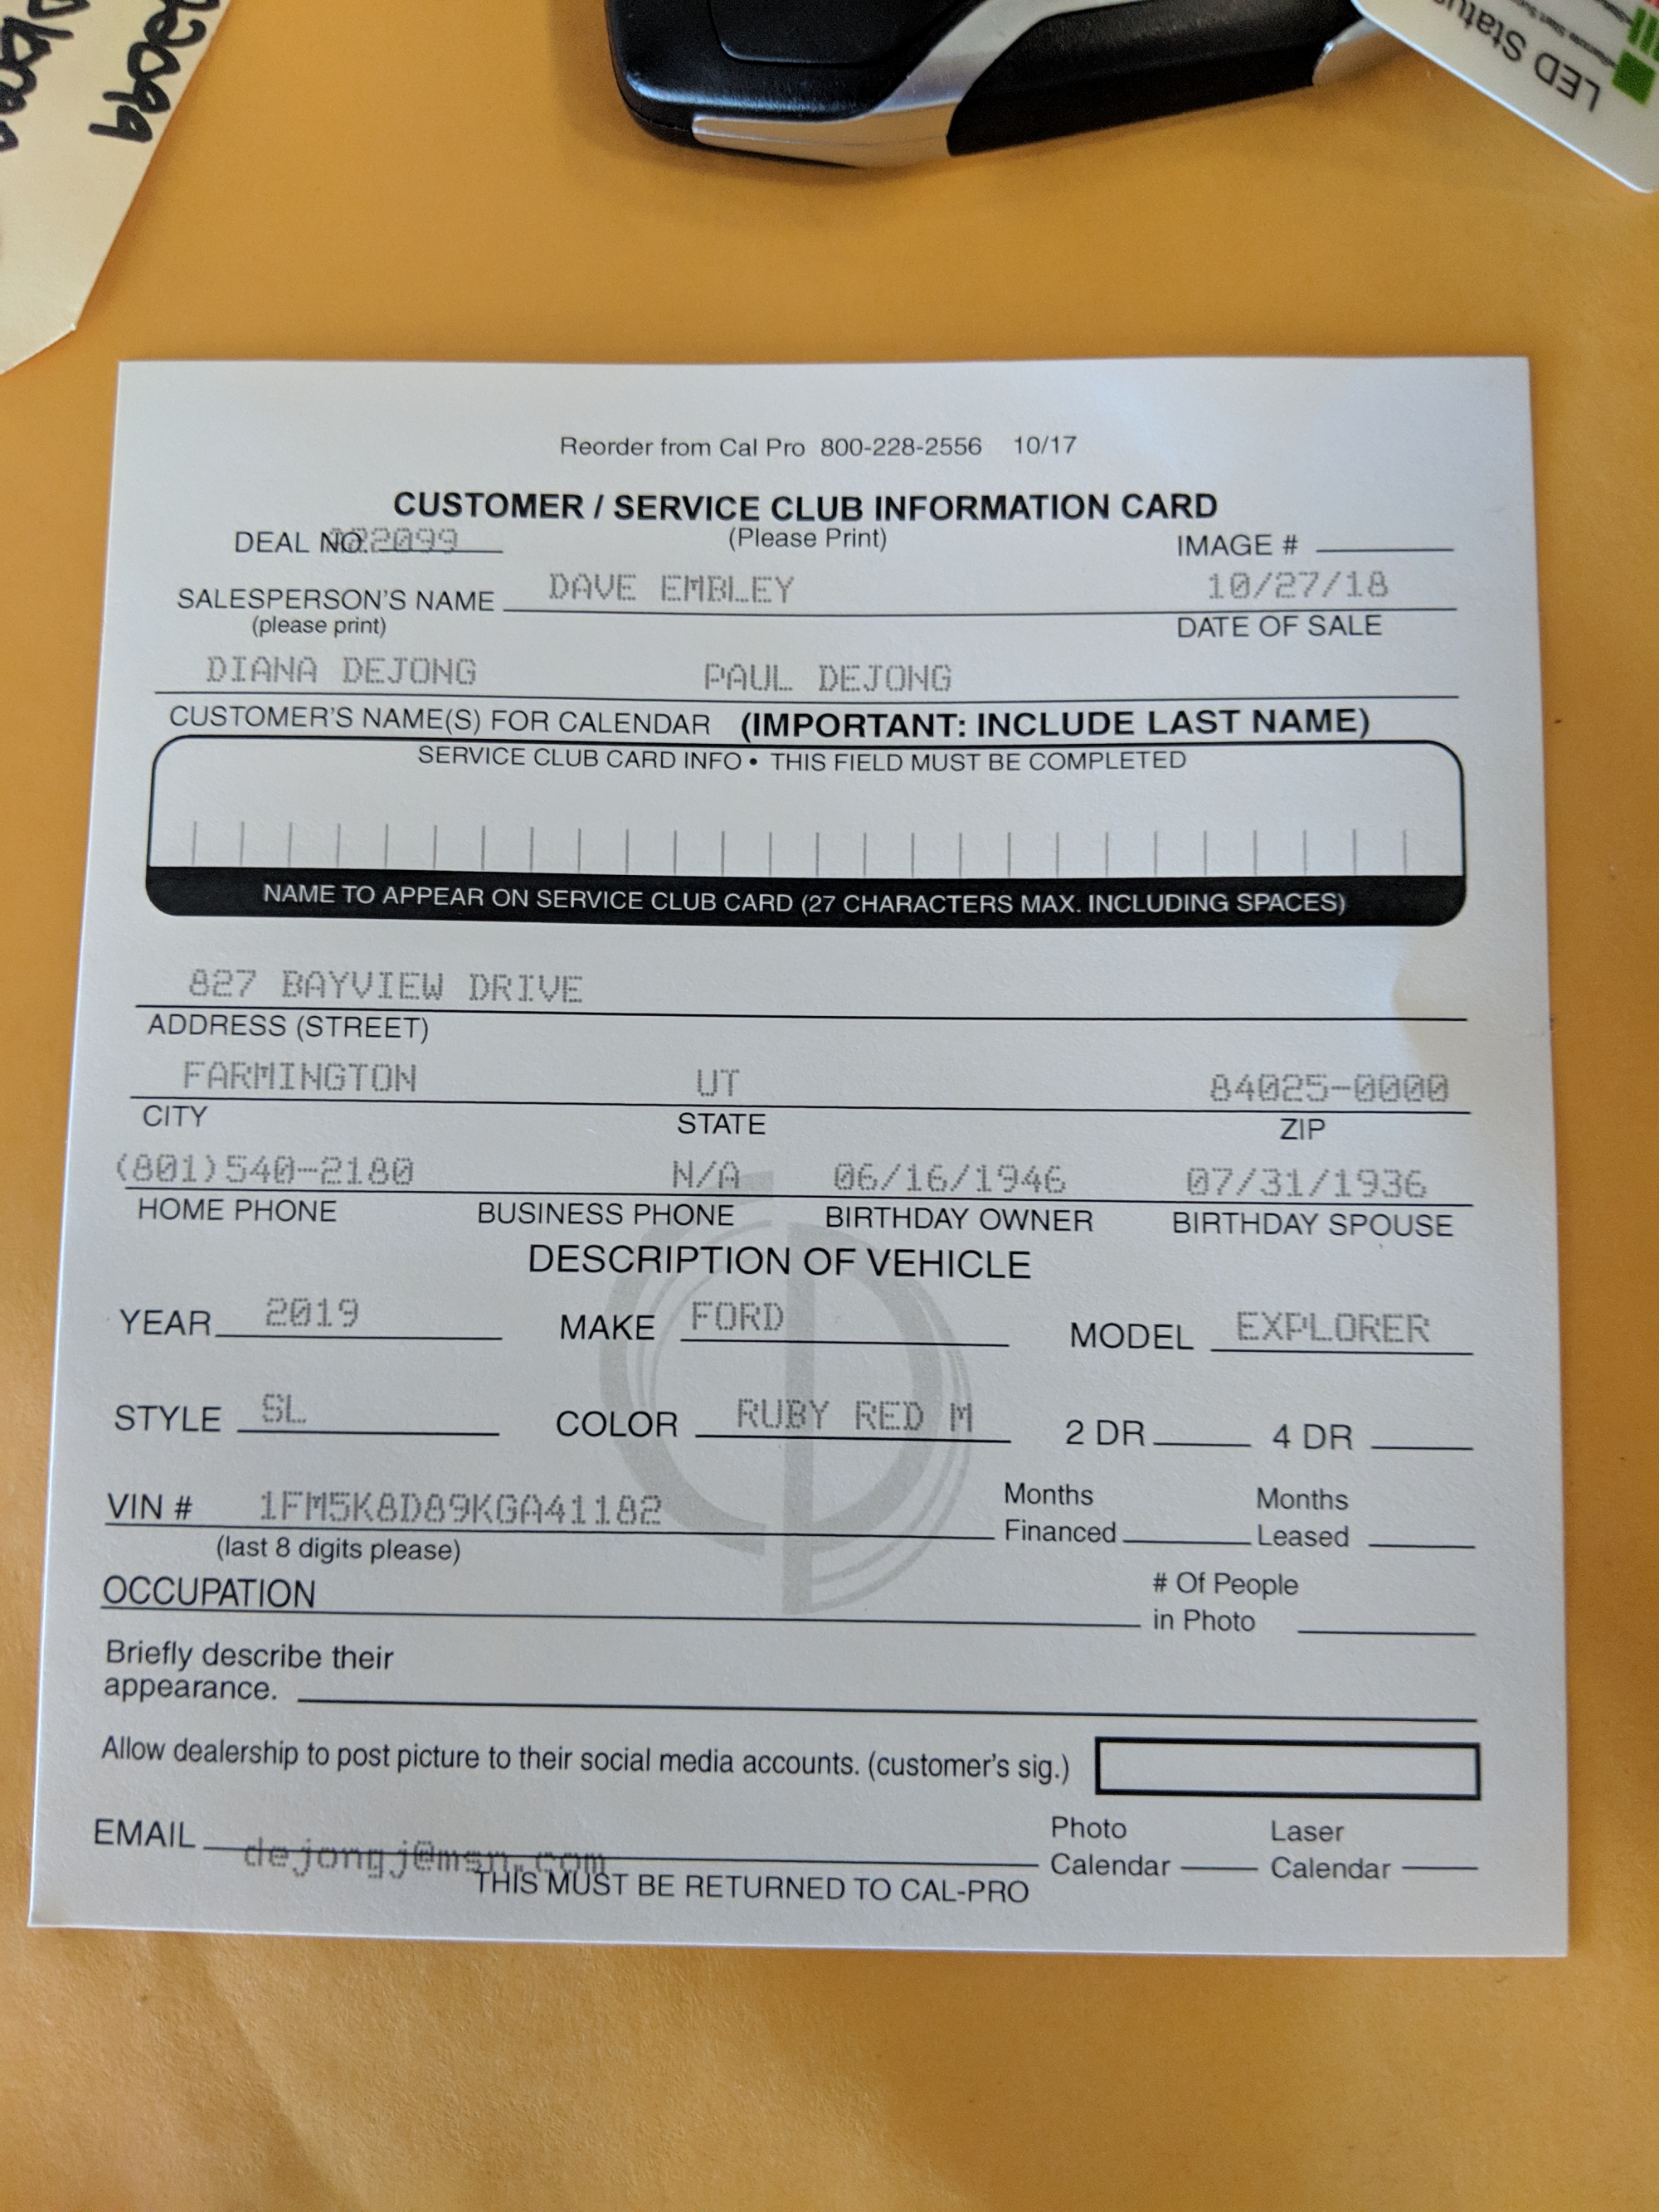 LED Status
Reorder from Cal Pro 800-228-2556 10/17
CUSTOMER / SERVICE CLUB INFORMATION CARD
DEAL NO. 2099 (Please Print) IMAGE #
SALESPERSON'S NAME DAVE EMBLEY 10/27/18
(please print) DATE OF SALE
DIANA DEJONG PAUL DEJONG
CUSTOMER'S NAME(S) FOR CALENDAR (IMPORTANT: INCLUDE LAST NAME)
SERVICE CLUB CARD INFO • THIS FIELD MUST BE COMPLETED
NAME TO APPEAR ON SERVICE CLUB CARD (27 CHARACTERS MAX. INCLUDING SPACES)
827 BAYVIEW DRIVE
ADDRESS (STREET)
FARMINGTON UT 84025-0000
CITY STATE ZIP
(801)540-2180 N/A 06/16/1946 07/31/1936
HOME PHONE BUSINESS PHONE BIRTHDAY OWNER BIRTHDAY SPOUSE
DESCRIPTION OF VEHICLE
YEAR 2019 MAKE FORD MODEL EXPLORER
STYLE SL COLOR RUBY RED M 2 DR 4 DR
VIN # 1FM5K8D89KGA41182 Months Financed Months Leased
(last 8 digits please)
OCCUPATION # Of People in Photo
Briefly describe their
appearance.
Allow dealership to post picture to their social media accounts. (customer's sig.)
EMAIL dejongj@msn.com Photo Calendar Laser Calendar
THIS MUST BE RETURNED TO CAL-PRO